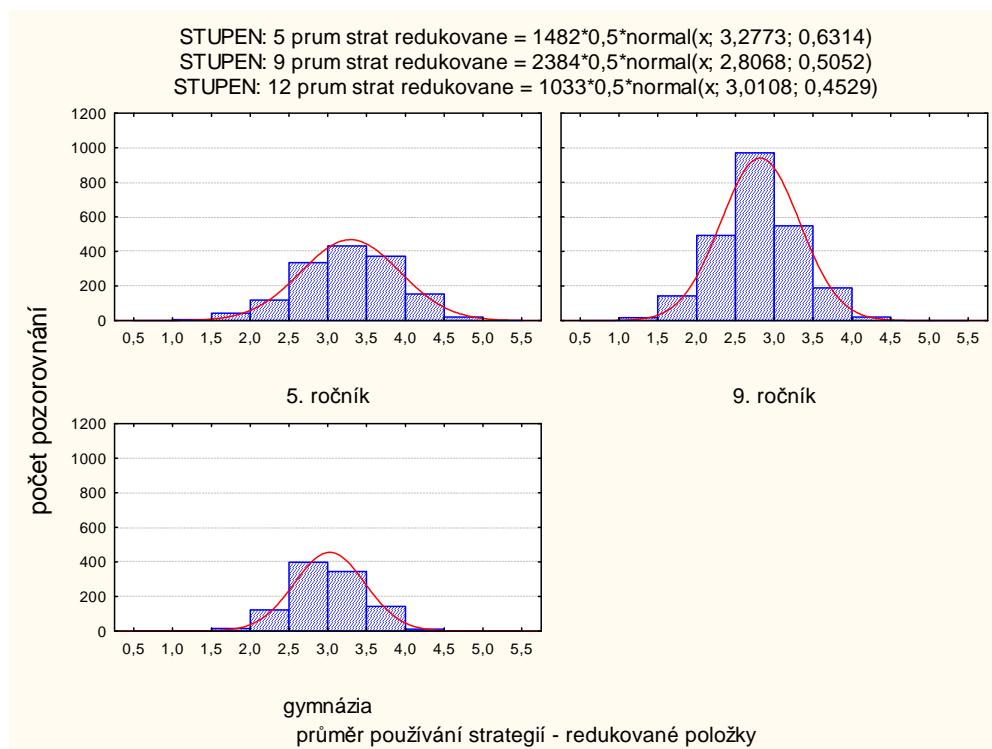 STUPEN: 5 prum strat redukovane = 1482*0,5*normal(x; 3,2773; 0,6314)
STUPEN: 9 prum strat redukovane = 2384*0,5*normal(x; 2,8068; 0,5052)
STUPEN: 12 prum strat redukovane = 1033*0,5*normal(x; 3,0108; 0,4529)
počet pozorovnání
1200
1000
800
600
400
200
0
0,5 1,0 1,5 2,0 2,5 3,0 3,5 4,0 4,5 5,0 5,5
5. ročník
0,5 1,0 1,5 2,0 2,5 3,0 3,5 4,0 4,5 5,0 5,5
9. ročník
1200
1000
800
600
400
200
0
0,5 1,0 1,5 2,0 2,5 3,0 3,5 4,0 4,5 5,0 5,5
gymnázia
průměr používání strategií - redukované položky